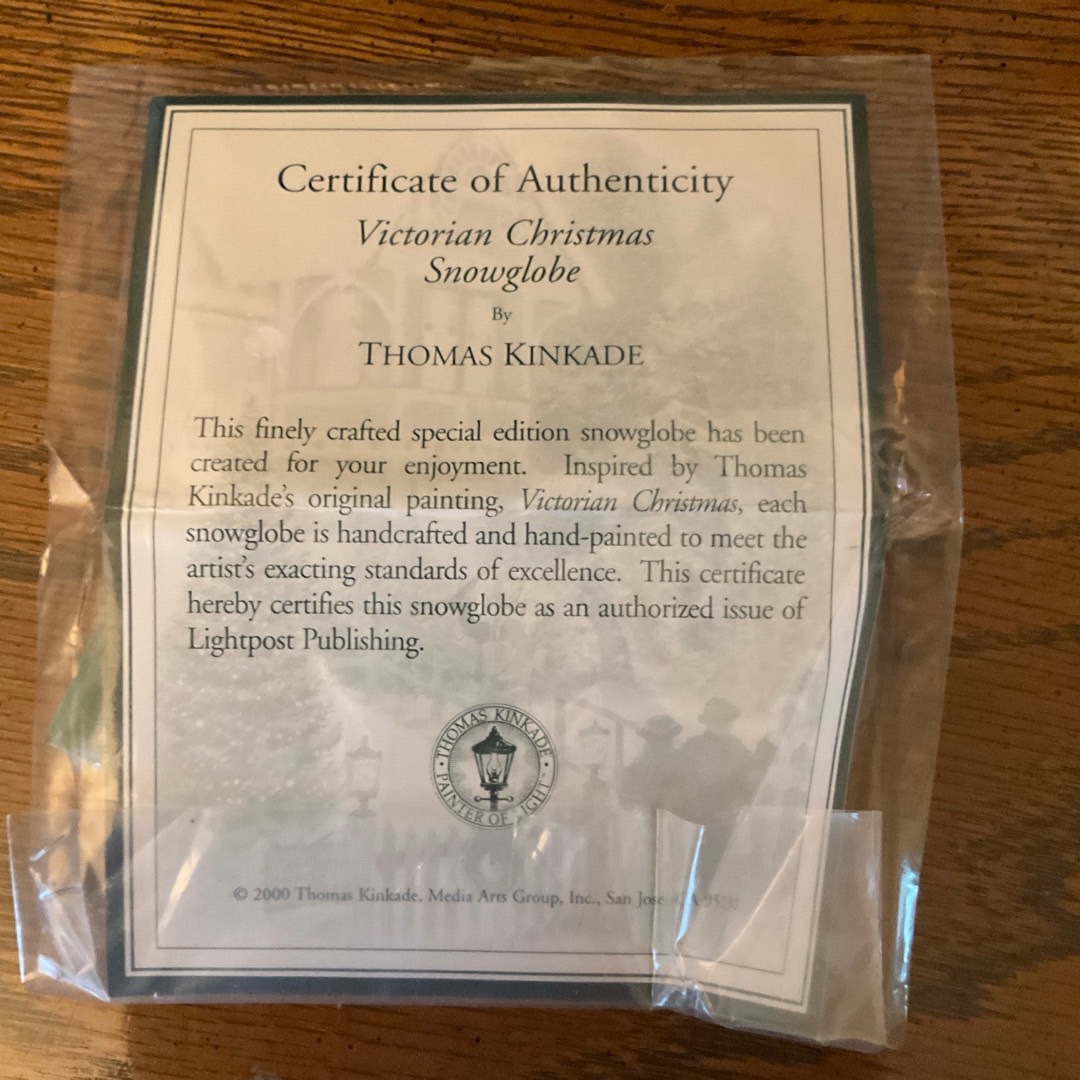 Certificate of Authenticity
Victorian Christmas
Snowglobe
By
THOMAS KINKADE
This finely crafted special edition snowglobe has been
created for your enjoyment. Inspired by Thomas
Kinkade's original painting, Victorian Christmas, each
snowglobe is handcrafted and hand-painted to meet the
artist's exacting standards of excellence. This certificate
hereby certifies this snowglobe as an authorized issue of
Lightpost Publishing.
THOMAS KINKADE
PAINTER OF LIGHT
© 2000 Thomas Kinkade, Media Arts Group, Inc., San Jose, CA